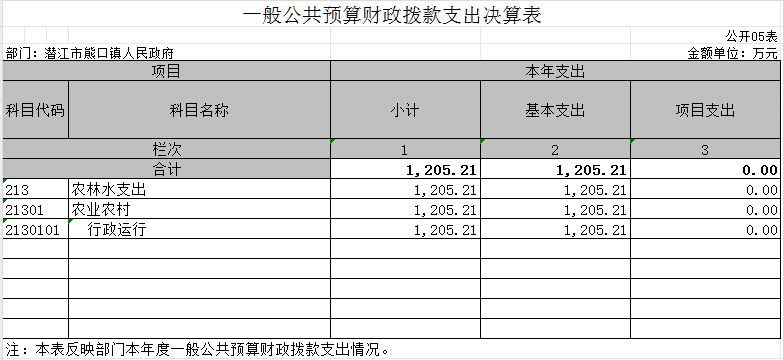 一般公共预算财政拨款支出决算表
公开05表
部门：潜江市熊口镇人民政府 金额单位：万元
项目 本年支出
科目代码 科目名称 小计 基本支出 项目支出
栏次 1 2 3
合计 1,205.21 1,205.21 0.00
213 农林水支出 1,205.21 1,205.21 0.00
21301 农业农村 1,205.21 1,205.21 0.00
2130101 行政运行 1,205.21 1,205.21 0.00
注：本表反映部门本年度一般公共预算财政拨款支出情况。